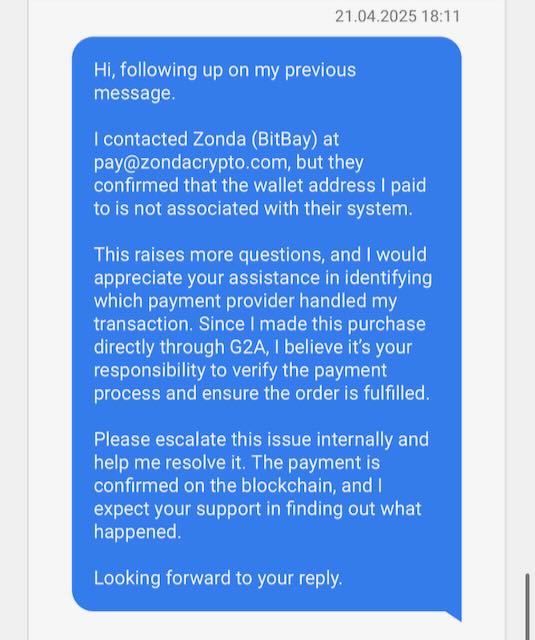 21.04.2025 18:11
Hi, following up on my previous
message.
I contacted Zonda (BitBay) at
pay@zondacrypto.com, but they
confirmed that the wallet address I paid
to is not associated with their system.
This raises more questions, and I would
appreciate your assistance in identifying
which payment provider handled my
transaction. Since I made this purchase
directly through G2A, I believe it’s your
responsibility to verify the payment
process and ensure the order is fulfilled.
Please escalate this issue internally and
help me resolve it. The payment is
confirmed on the blockchain, and I
expect your support in finding out what
happened.
Looking forward to your reply.